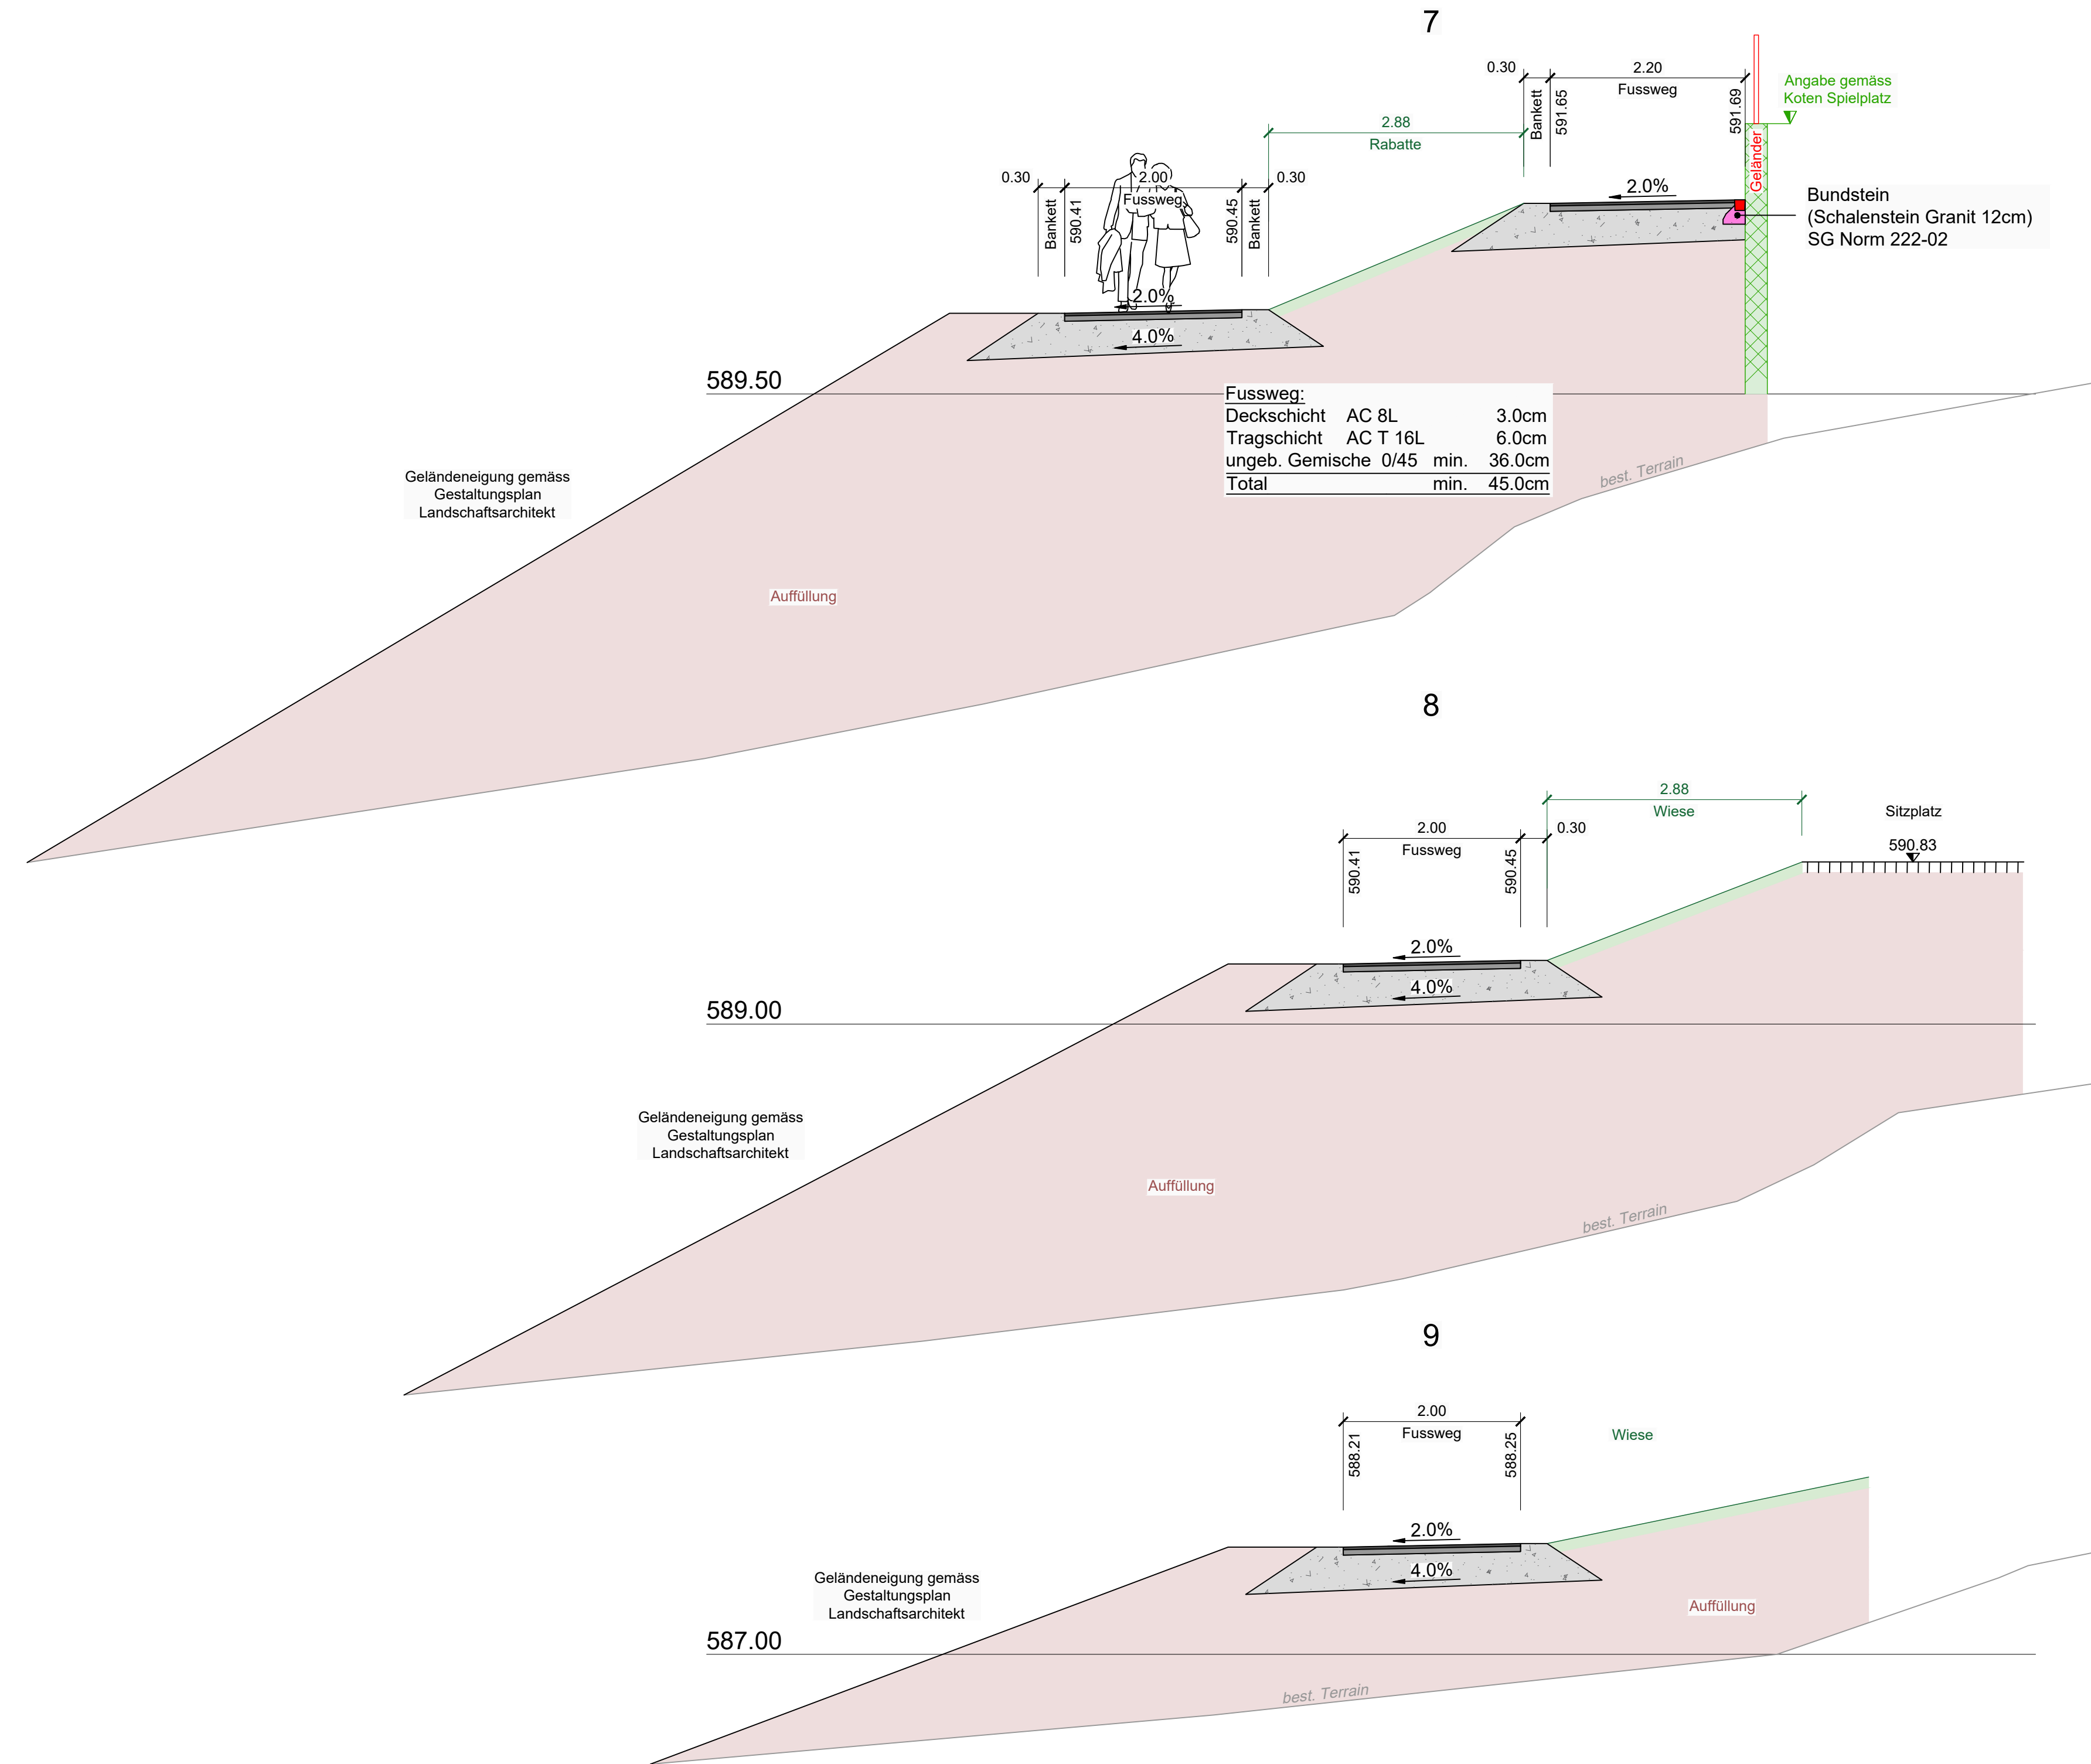 7
0.30
2.20
Fussweg
Bankett
591.65
591.69
Angabe gemäss
Koten Spielplatz
2.88
Rabatte
Geländer
0.30
2.00
0.30
Fussweg
Bankett
590.41
590.45
Bankett
2.0%
Bundstein
(Schalenstein Granit 12cm)
SG Norm 222-02
2.0%
4.0%
589.50
Fussweg:
Deckschicht AC 8L 3.0cm
Tragschicht AC T 16L 6.0cm
ungeb. Gemische 0/45 min. 36.0cm
Total min. 45.0cm
best. Terrain
Geländeneigung gemäss
Gestaltungsplan
Landschaftsarchitekt
Auffüllung
8
2.88
Wiese
Sitzplatz
590.83
2.00
0.30
Fussweg
590.41
590.45
2.0%
4.0%
589.00
Geländeneigung gemäss
Gestaltungsplan
Landschaftsarchitekt
Auffüllung
best. Terrain
9
2.00
Fussweg
588.21
588.25
Wiese
2.0%
4.0%
Geländeneigung gemäss
Gestaltungsplan
Landschaftsarchitekt
Auffüllung
587.00
best. Terrain